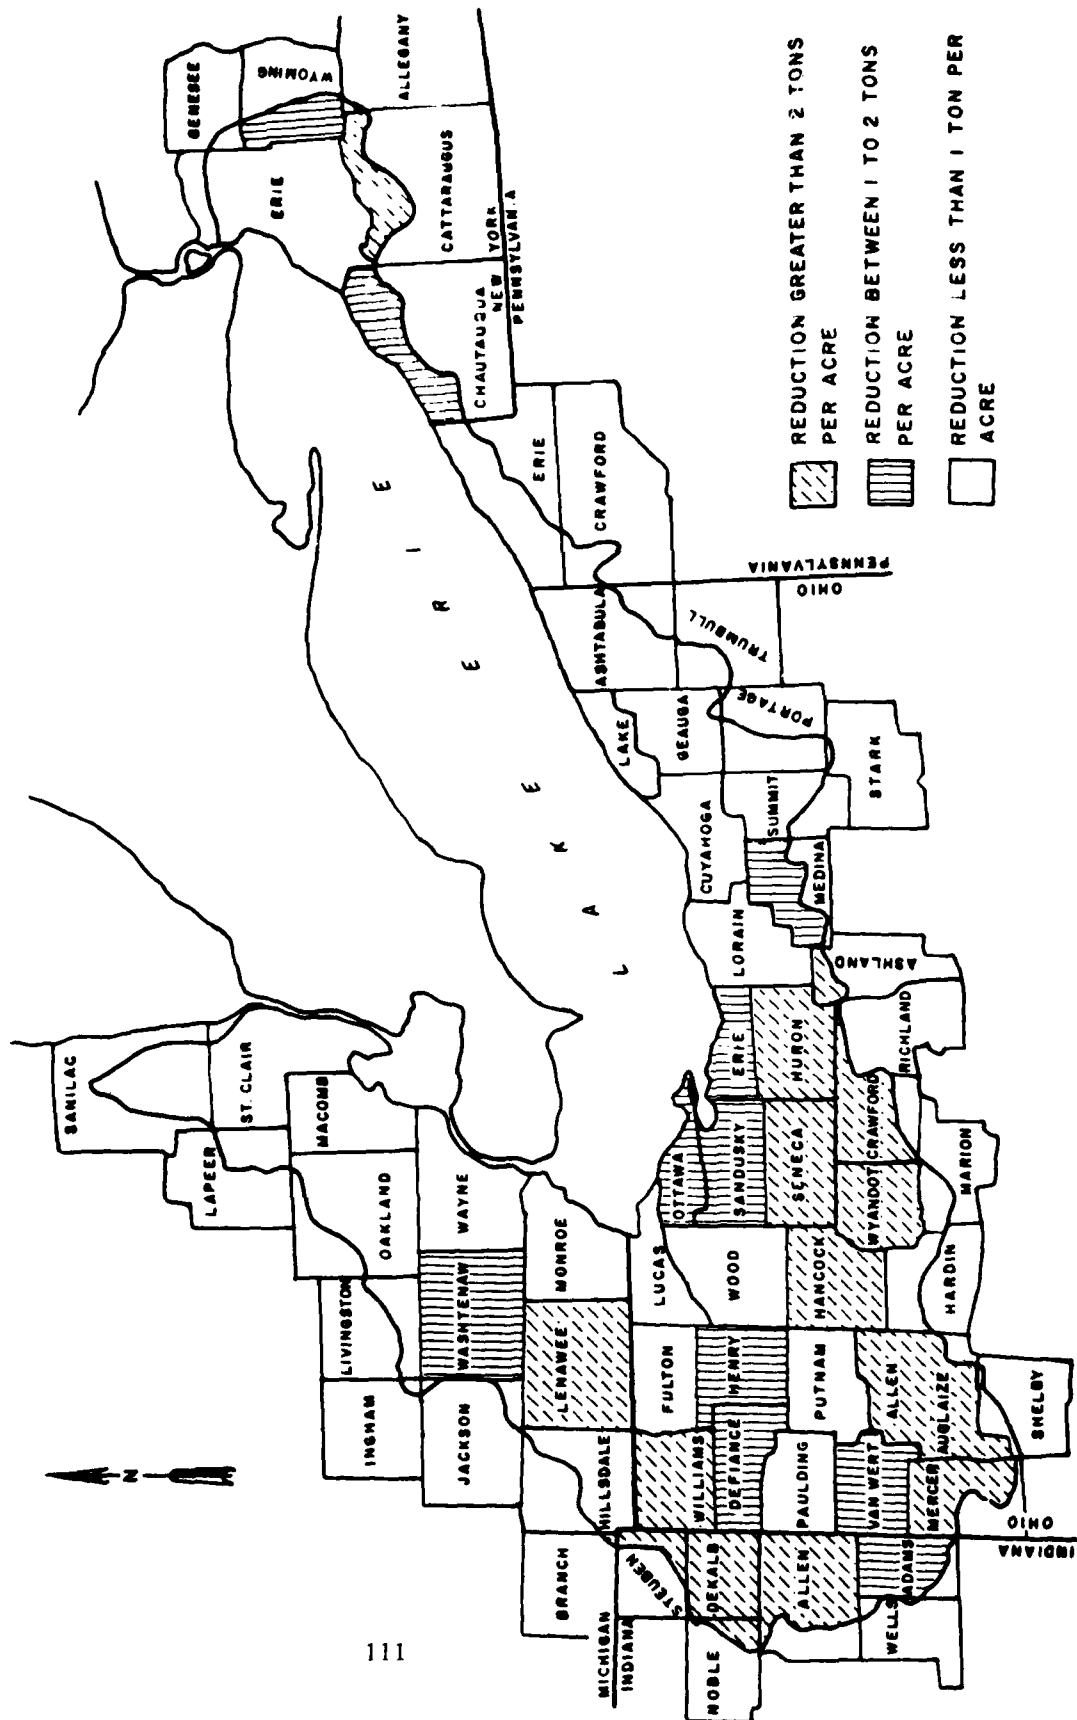 SANILAC
LAPEER
ST. CLAIR
MACOMB
OAKLAND
LIVINGSTON
INGHAM
WAYNE
WASHTENAW
JACKSON
MONROE
LENAWEE
HILLSDALE
BRANCH
MICHIGAN
INDIANA
STEUBEN
NOBLE
DEKALB
ALLEN
WELLS
ADAMS
INDIANA
OHIO
WILLIAMS
FULTON
LUCAS
OTTAWA
DEFIANCE
HENRY
WOOD
SANDUSKY
ERIE
PAULDING
PUTNAM
HANCOCK
SENECA
HURON
LORAIN
CUYAHOGA
LAKE
GEAUGA
ASHTABULA
VAN WERT
ALLEN
WYANDOT
CRAWFORD
RICHLAND
ASHLAND
MEDINA
SUMMIT
PORTAGE
TRUMBULL
MERCER
AUGLAIZE
HARDIN
MARION
STARK
SHELBY
OHIO
PENNSYLVANIA
CRAWFORD
ERIE
LAKE ERIE
CHAUTAUQUA
NEW YORK
PENNSYLVANIA
CATTARAUGUS
ALLEGANY
ERIE
GENESEE
WYOMING
N
REDUCTION GREATER THAN 2 TONS
PER ACRE
REDUCTION BETWEEN 1 TO 2 TONS
PER ACRE
REDUCTION LESS THAN 1 TON PER
ACRE
111